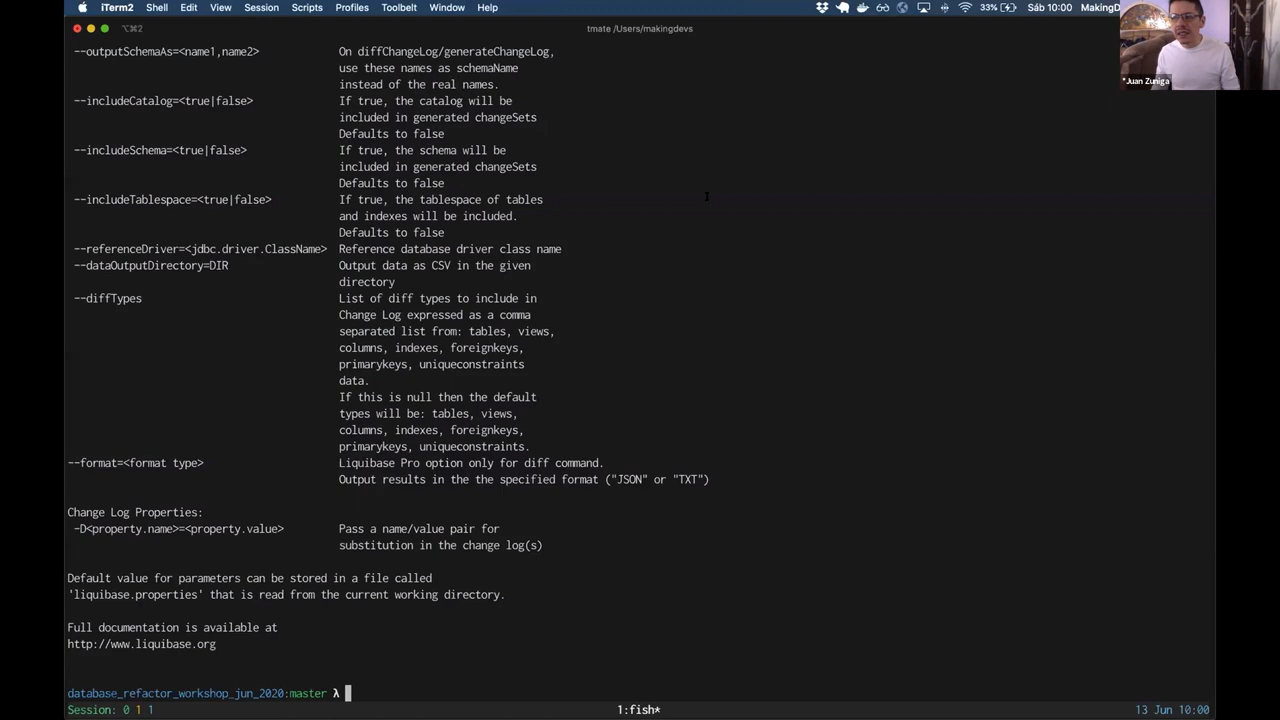 iTerm2 Shell Edit View Session Scripts Profiles Toolbelt Window Help 33% Sáb 10:00 MakingD
⌥⌘2 tmate /Users/makingdevs
*Juan Zuniga
--outputSchemaAs=<name1,name2> On diffChangeLog/generateChangeLog,
use these names as schemaName
instead of the real names.
--includeCatalog=<true|false> If true, the catalog will be
included in generated changeSets
Defaults to false
--includeSchema=<true|false> If true, the schema will be
included in generated changeSets
Defaults to false
--includeTablespace=<true|false> If true, the tablespace of tables
and indexes will be included.
Defaults to false
--referenceDriver=<jdbc.driver.ClassName> Reference database driver class name
--dataOutputDirectory=DIR Output data as CSV in the given
directory
--diffTypes List of diff types to include in
Change Log expressed as a comma
separated list from: tables, views,
columns, indexes, foreignkeys,
primarykeys, uniqueconstraints
data.
If this is null then the default
types will be: tables, views,
columns, indexes, foreignkeys,
primarykeys, uniqueconstraints.
--format=<format type> Liquibase Pro option only for diff command.
Output results in the the specified format ("JSON" or "TXT")
Change Log Properties:
-D<property.name>=<property.value> Pass a name/value pair for
substitution in the change log(s)
Default value for parameters can be stored in a file called
'liquibase.properties' that is read from the current working directory.
Full documentation is available at
http://www.liquibase.org
database_refactor_workshop_jun_2020:master λ
Session: 0 1 1 1:fish* 13 Jun 10:00